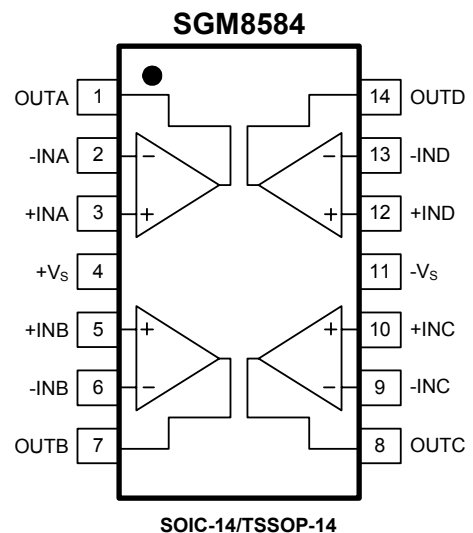 SGM8584
OUTA 1 14 OUTD
-INA 2 − − 13 -IND
+INA 3 + + 12 +IND
+VS 4 11 -VS
+INB 5 + + 10 +INC
-INB 6 − − 9 -INC
OUTB 7 8 OUTC
SOIC-14/TSSOP-14